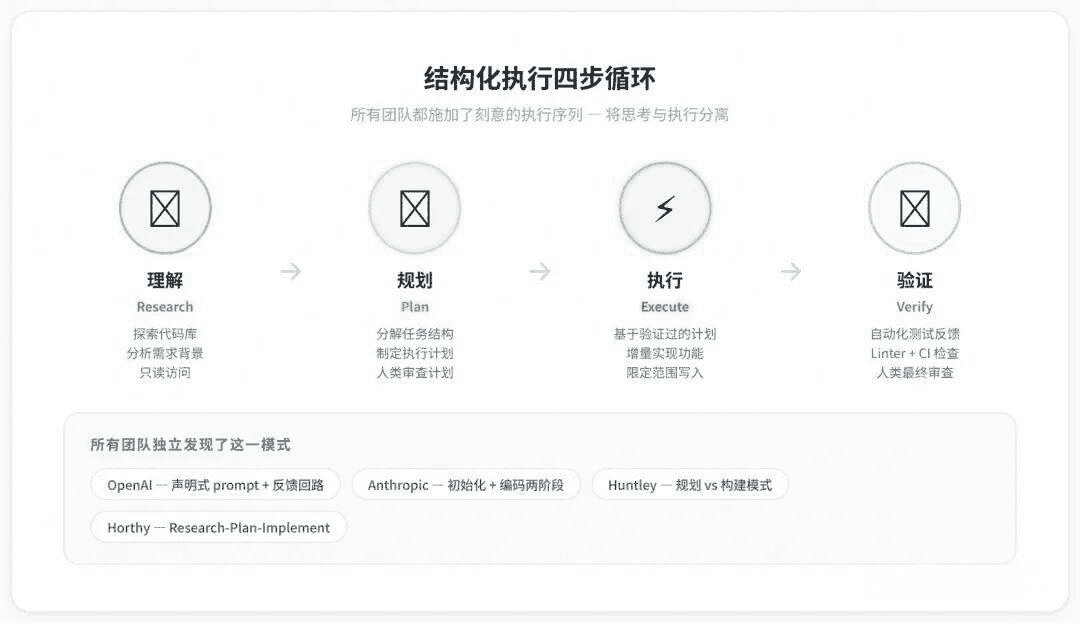 结构化执行四步循环
所有团队都施加了刻意的执行序列 — 将思考与执行分离
理解
Research
探索代码库
分析需求背景
只读访问
规划
Plan
分解任务结构
制定执行计划
人类审查计划
执行
Execute
基于验证过的计划
增量实现功能
限定范围写入
验证
Verify
自动化测试反馈
Linter + CI 检查
人类最终审查
所有团队独立发现了这一模式
OpenAI — 声明式 prompt + 反馈回路
Anthropic — 初始化 + 编码两阶段
Huntley — 规划 vs 构建模式
Horthy — Research-Plan-Implement